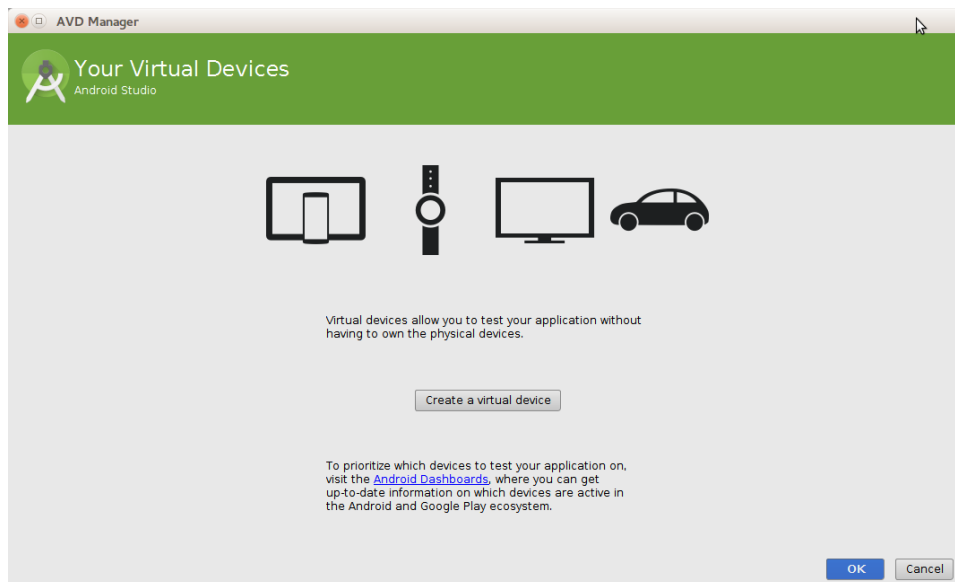 AVD Manager
Your Virtual Devices
Android Studio
Virtual devices allow you to test your application without
having to own the physical devices.
Create a virtual device
To prioritize which devices to test your application on,
visit the Android Dashboards, where you can get
up-to-date information on which devices are active in
the Android and Google Play ecosystem.
OK Cancel